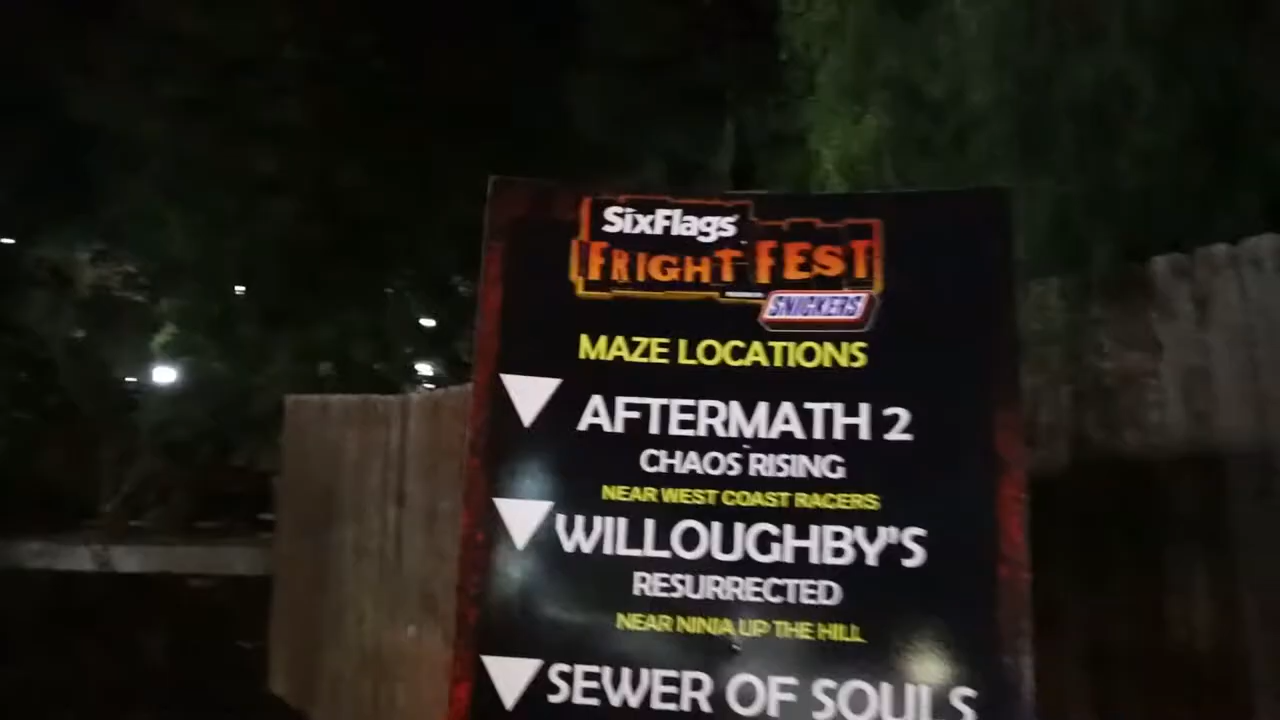 SixFlags
FRIGHT FEST
SNICKERS
MAZE LOCATIONS
AFTERMATH 2
CHAOS RISING
NEAR WEST COAST RACERS
WILLOUGHBY'S
RESURRECTED
NEAR NINJA UP THE HILL
SEWER OF SOULS